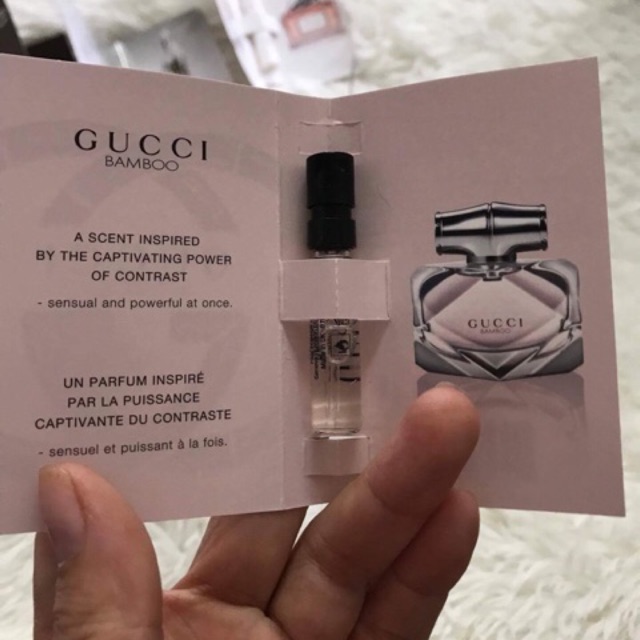 GUCCI
BAMBOO
A SCENT INSPIRED
BY THE CAPTIVATING POWER
OF CONTRAST
- sensual and powerful at once.
UN PARFUM INSPIRÉ
PAR LA PUISSANCE
CAPTIVANTE DU CONTRASTE
- sensuel et puissant à la fois.
GUCCI
BAMBOO